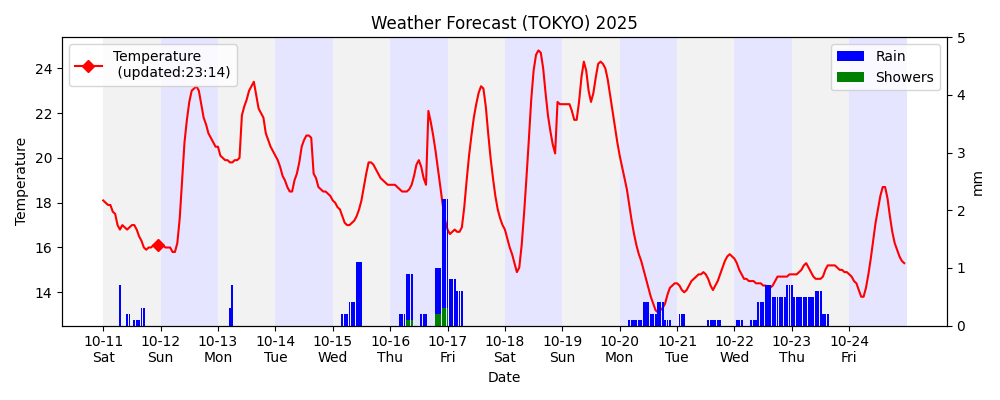 Weather Forecast (TOKYO) 2025
Temperature
(updated:23:14)
Rain
Showers
Temperature
24
22
20
18
16
14
5
4
3
2
1
0
mm
10-11 10-12 10-13 10-14 10-15 10-16 10-17 10-18 10-19 10-20 10-21 10-22 10-23 10-24
Sat Sun Mon Tue Wed Thu Fri Sat Sun Mon Tue Wed Thu Fri
Date